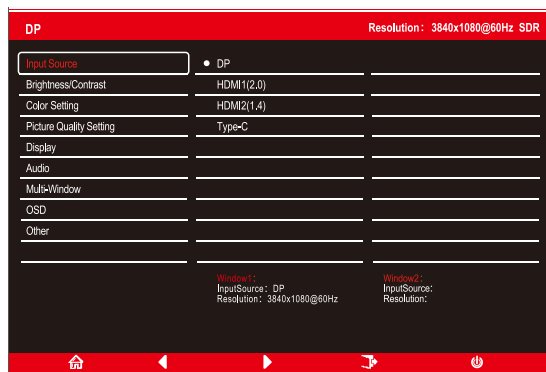 DP Resolution: 3840x1080@60Hz SDR
Input Source DP
Brightness/Contrast HDMI1(2.0)
Color Setting HDMI2(1.4)
Picture Quality Setting Type-C
Display
Audio
Multi-Window
OSD
Other
Window1: Window2:
InputSource: DP InputSource:
Resolution: 3840x1080@60Hz Resolution: